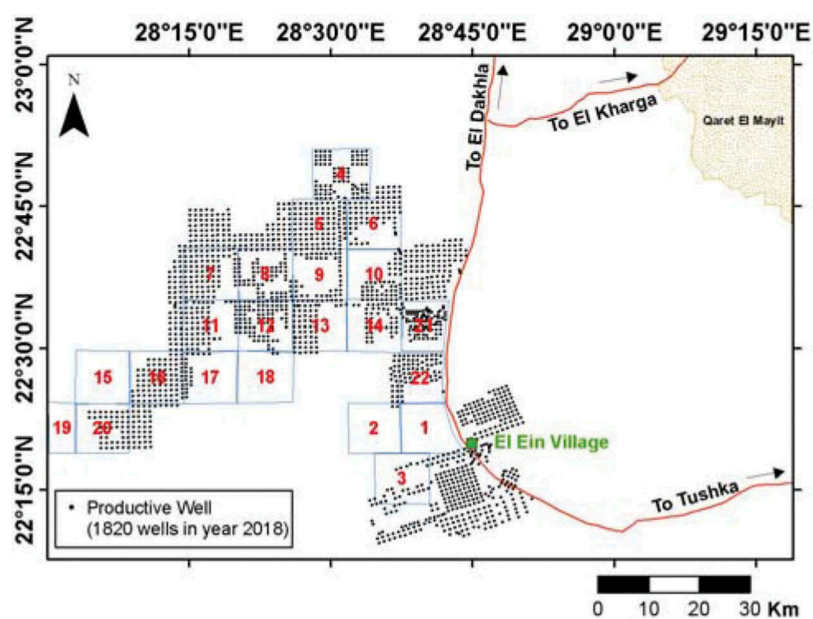 28°15'0"E 28°30'0"E 28°45'0"E 29°0'0"E 29°15'0"E
23°0'0"N
22°45'0"N
22°30'0"N
22°15'0"N
N
To El Dakhla
To El Kharga
Qaret El Mayit
4
5 6
7 8 9 10
11 12 13 14 21
15 16 17 18 22
19 20 2 1
El Ein Village
3
To Tushka
Productive Well
(1820 wells in year 2018)
0 10 20 30 Km